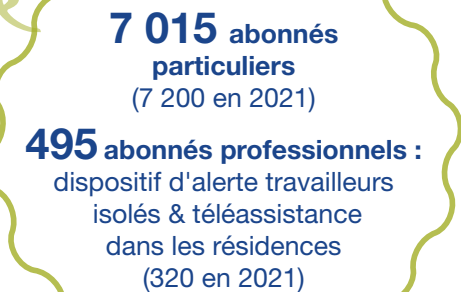 7 015 abonnés
particuliers
(7 200 en 2021)
495 abonnés professionnels :
dispositif d'alerte travailleurs
isolés & téléassistance
dans les résidences
(320 en 2021)